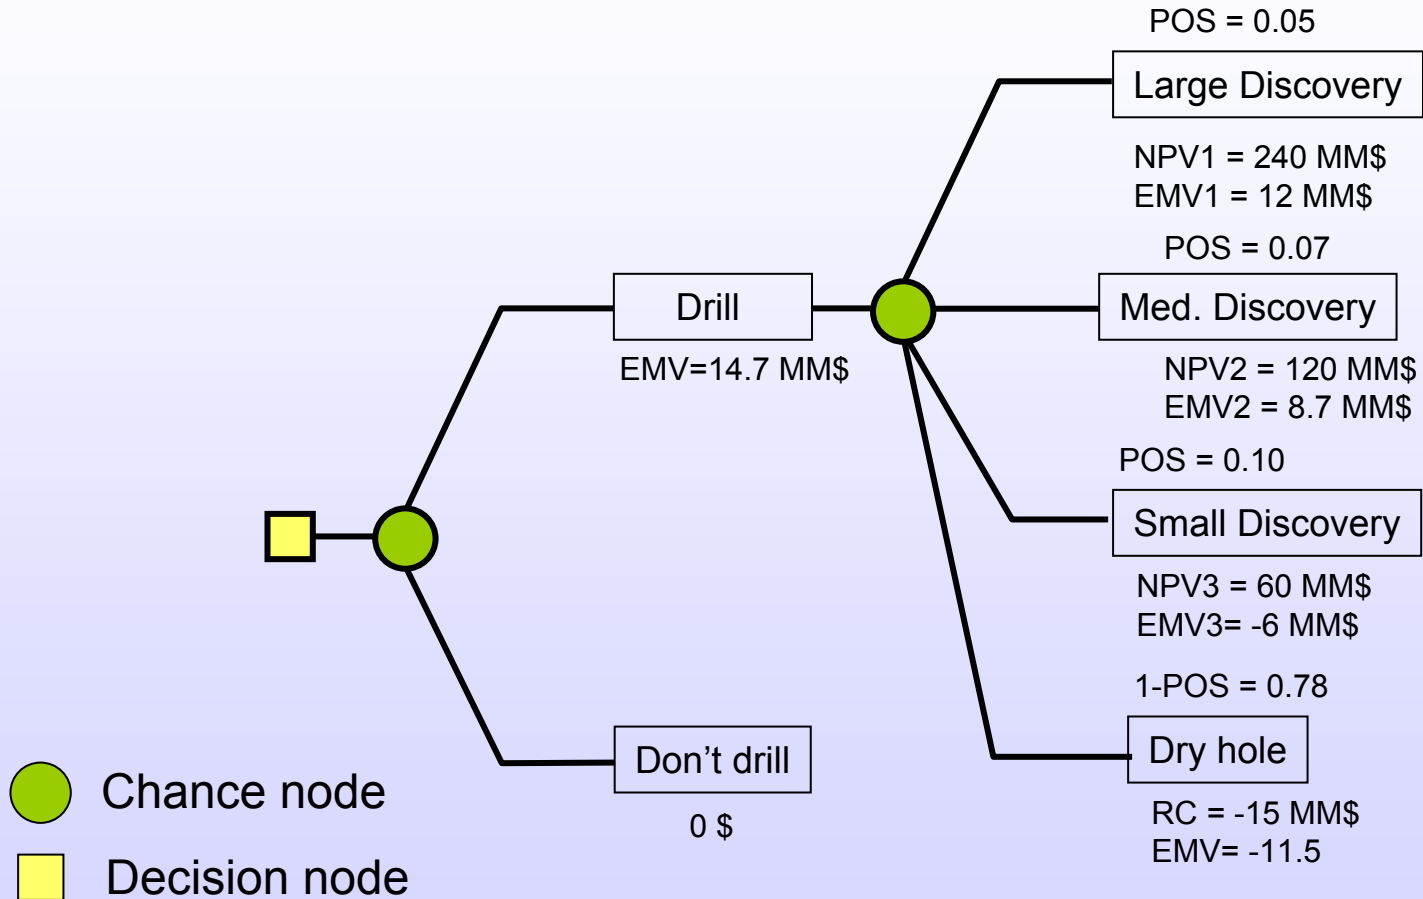 POS = 0.05
Large Discovery
NPV1 = 240 MM$
EMV1 = 12 MM$
POS = 0.07
Drill
Med. Discovery
EMV=14.7 MM$
NPV2 = 120 MM$
EMV2 = 8.7 MM$
POS = 0.10
Small Discovery
NPV3 = 60 MM$
EMV3= -6 MM$
1-POS = 0.78
Don’t drill
Dry hole
0 $
RC = -15 MM$
EMV= -11.5
Chance node
Decision node